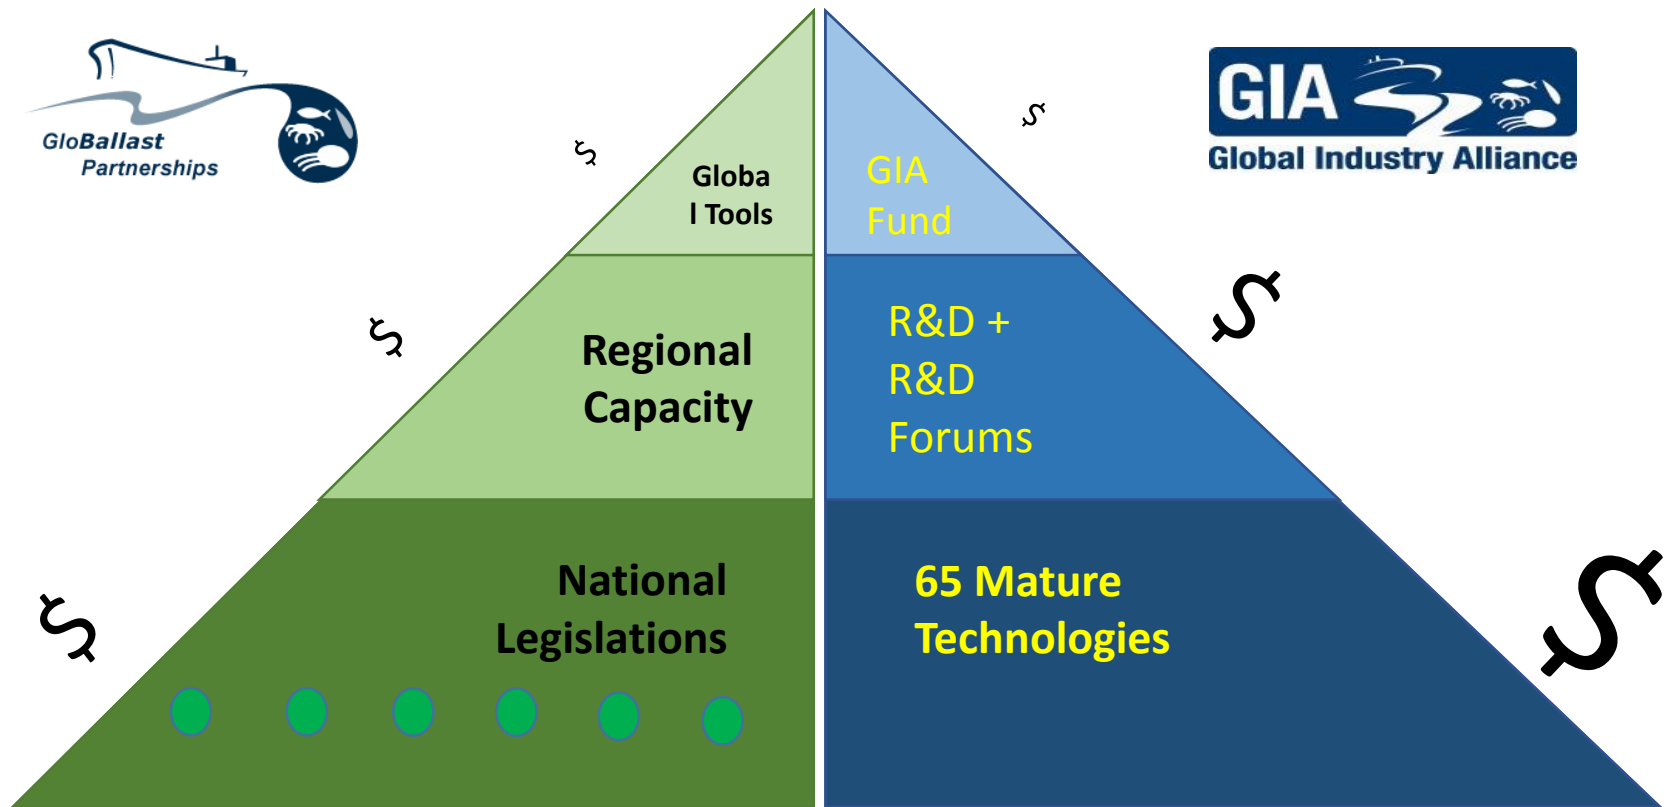 GloBallast
Partnerships
GIA
Global Industry Alliance
$
$
Globa
l Tools
GIA
Fund
$
$
Regional
Capacity
R&D +
R&D
Forums
$
$
National
Legislations
65 Mature
Technologies